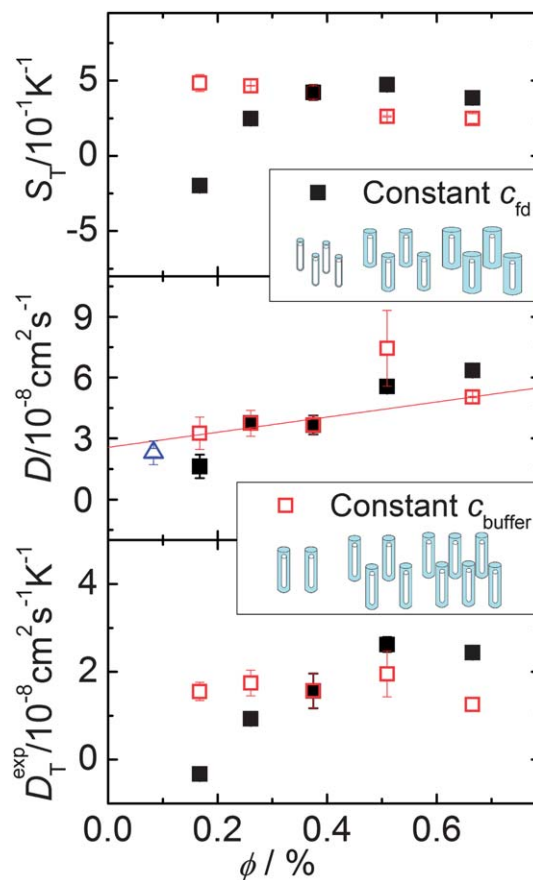 5
0
-5
S_T/10^-1K^-1
■ Constant c_fd
9
6
3
0
D/10^-8cm^2s^-1
□ Constant c_buffer
4
2
0
D_T^exp/10^-8cm^2s^-1K^-1
0.0 0.2 0.4 0.6
ϕ / %